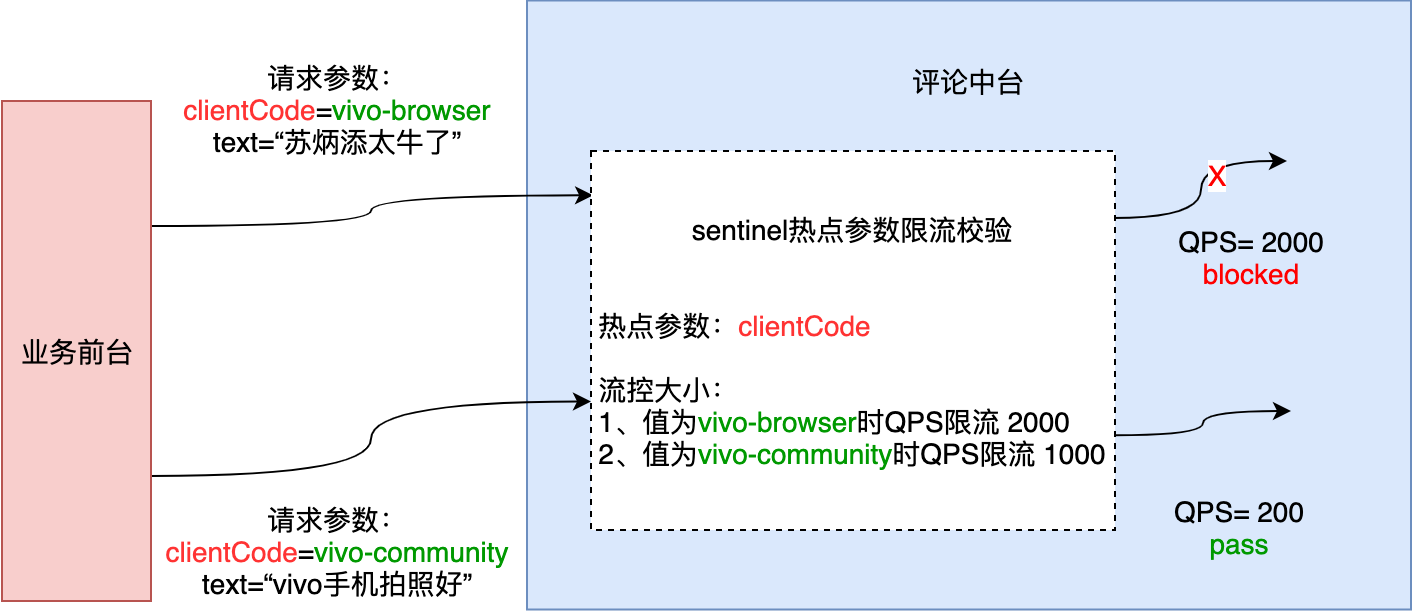 请求参数：
clientCode=vivo-browser
text=“苏炳添太牛了”
评论中台
业务前台
sentinel热点参数限流校验
热点参数：clientCode
流控大小：
1、值为vivo-browser时QPS限流 2000
2、值为vivo-community时QPS限流 1000
X
QPS= 2000
blocked
请求参数：
clientCode=vivo-community
text=“vivo手机拍照好”
QPS= 200
pass